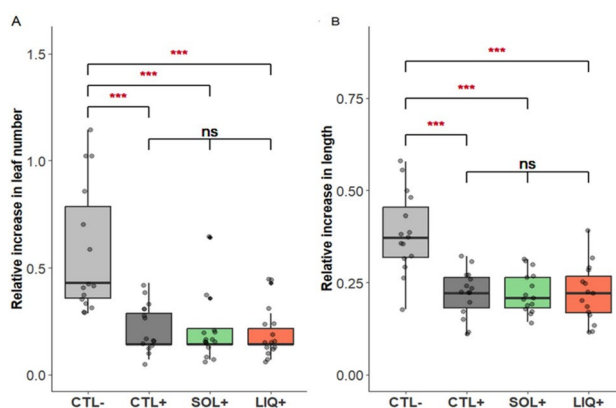 A
Relative increase in leaf number
1.5
1.0
0.5
0.0
***
***
***
ns
CTL- CTL+ SOL+ LIQ+
B
Relative increase in length
0.75
0.50
0.25
0.00
***
***
***
ns
CTL- CTL+ SOL+ LIQ+